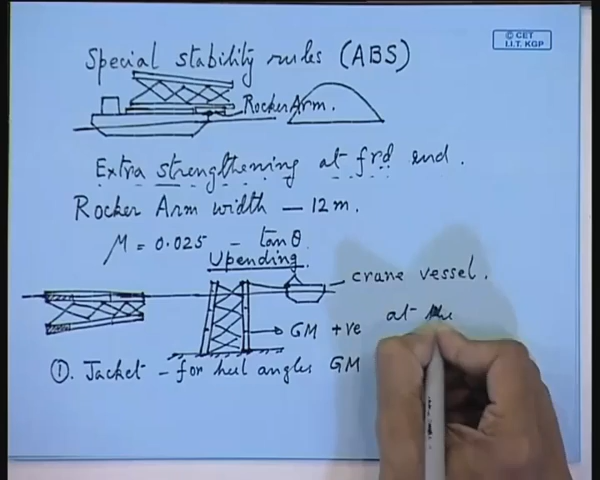 © CET
I.I.T. KGP
Special stability rules (ABS)
Rocker Arm.
Extra strengthening at frd end.
Rocker Arm width — 12m.
μ = 0.025 - tan θ
Upending.
crane vessel.
GM +ve at the
①. Jacket - for heel angles GM